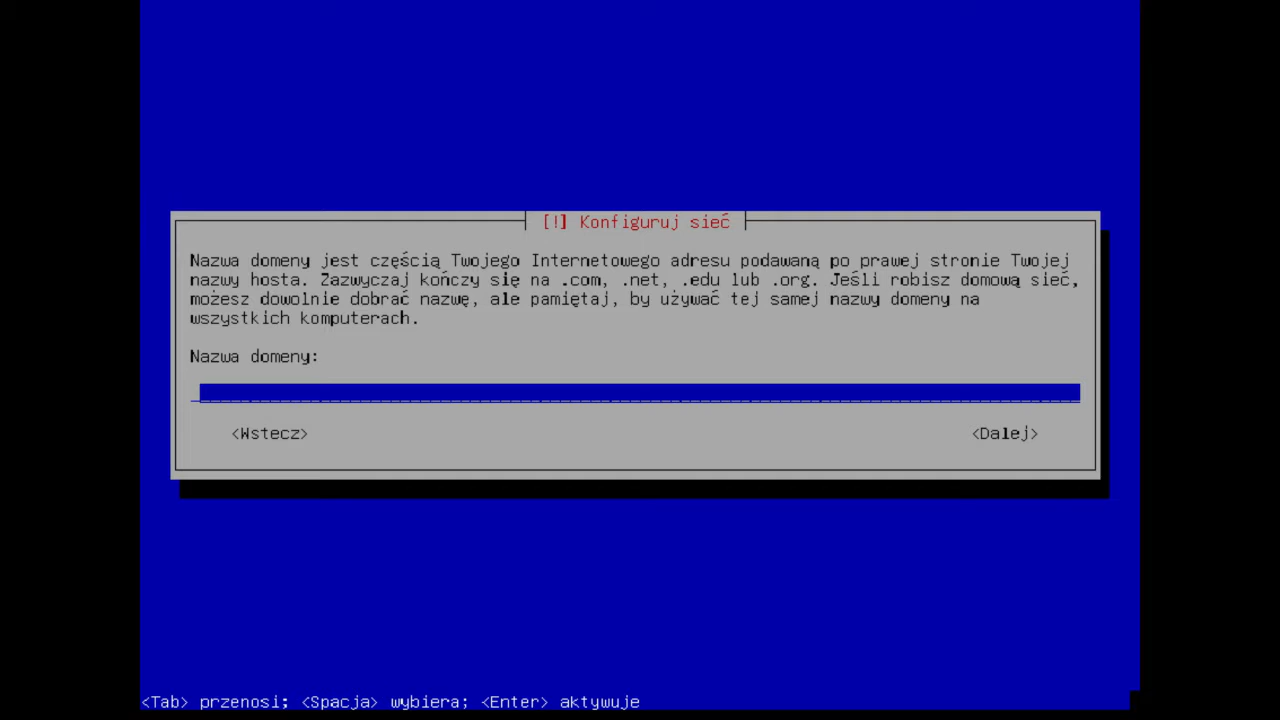 [!] Konfiguruj sieć
Nazwa domeny jest częścią Twojego Internetowego adresu podawaną po prawej stronie Twojej
nazwy hosta. Zazwyczaj kończy się na .com, .net, .edu lub .org. Jeśli robisz domową sieć,
możesz dowolnie dobrać nazwę, ale pamiętaj, by używać tej samej nazwy domeny na
wszystkich komputerach.
Nazwa domeny:
<Wstecz> <Dalej>
<Tab> przenosi; <Spacja> wybiera; <Enter> aktywuje